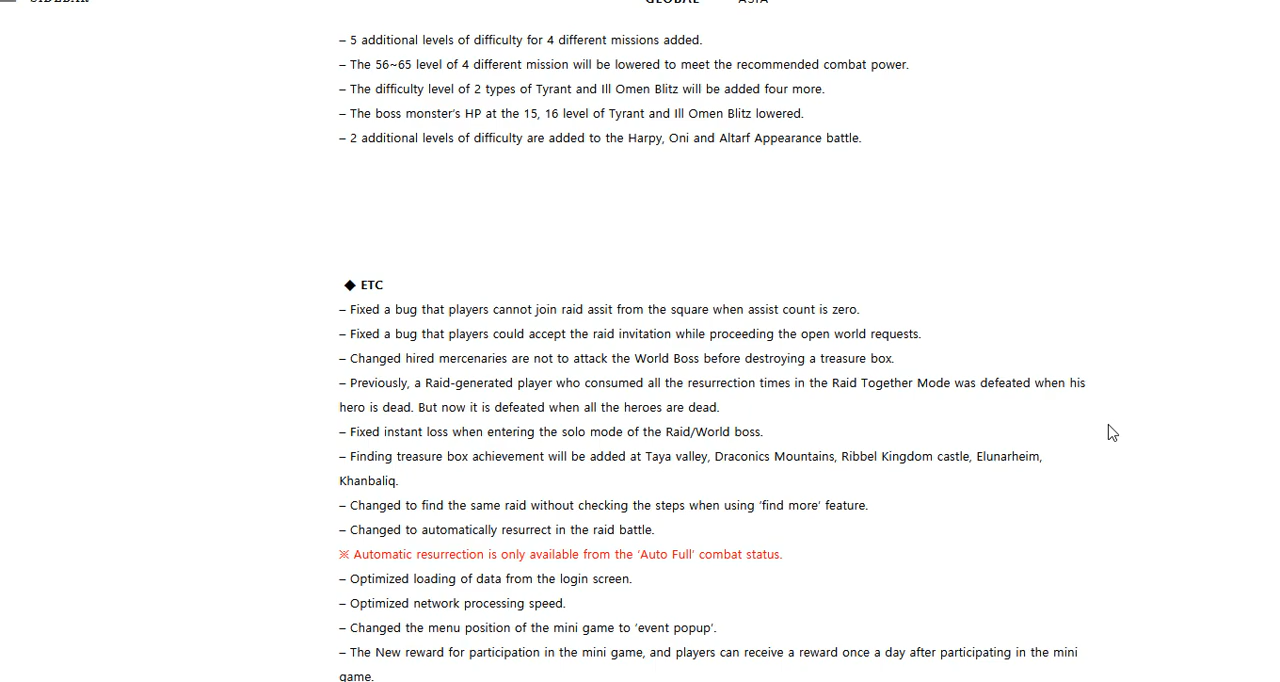 SIDEBAR GLOBAL ASIA
– 5 additional levels of difficulty for 4 different missions added.
– The 56~65 level of 4 different mission will be lowered to meet the recommended combat power.
– The difficulty level of 2 types of Tyrant and Ill Omen Blitz will be added four more.
– The boss monster's HP at the 15, 16 level of Tyrant and Ill Omen Blitz lowered.
– 2 additional levels of difficulty are added to the Harpy, Oni and Altarf Appearance battle.
◆ ETC
– Fixed a bug that players cannot join raid assit from the square when assist count is zero.
– Fixed a bug that players could accept the raid invitation while proceeding the open world requests.
– Changed hired mercenaries are not to attack the World Boss before destroying a treasure box.
– Previously, a Raid-generated player who consumed all the resurrection times in the Raid Together Mode was defeated when his
hero is dead. But now it is defeated when all the heroes are dead.
– Fixed instant loss when entering the solo mode of the Raid/World boss.
– Finding treasure box achievement will be added at Taya valley, Draconics Mountains, Ribbel Kingdom castle, Elunarheim,
Khanbaliq.
– Changed to find the same raid without checking the steps when using 'find more' feature.
– Changed to automatically resurrect in the raid battle.
※ Automatic resurrection is only available from the 'Auto Full' combat status.
– Optimized loading of data from the login screen.
– Optimized network processing speed.
– Changed the menu position of the mini game to 'event popup'.
– The New reward for participation in the mini game, and players can receive a reward once a day after participating in the mini
game.